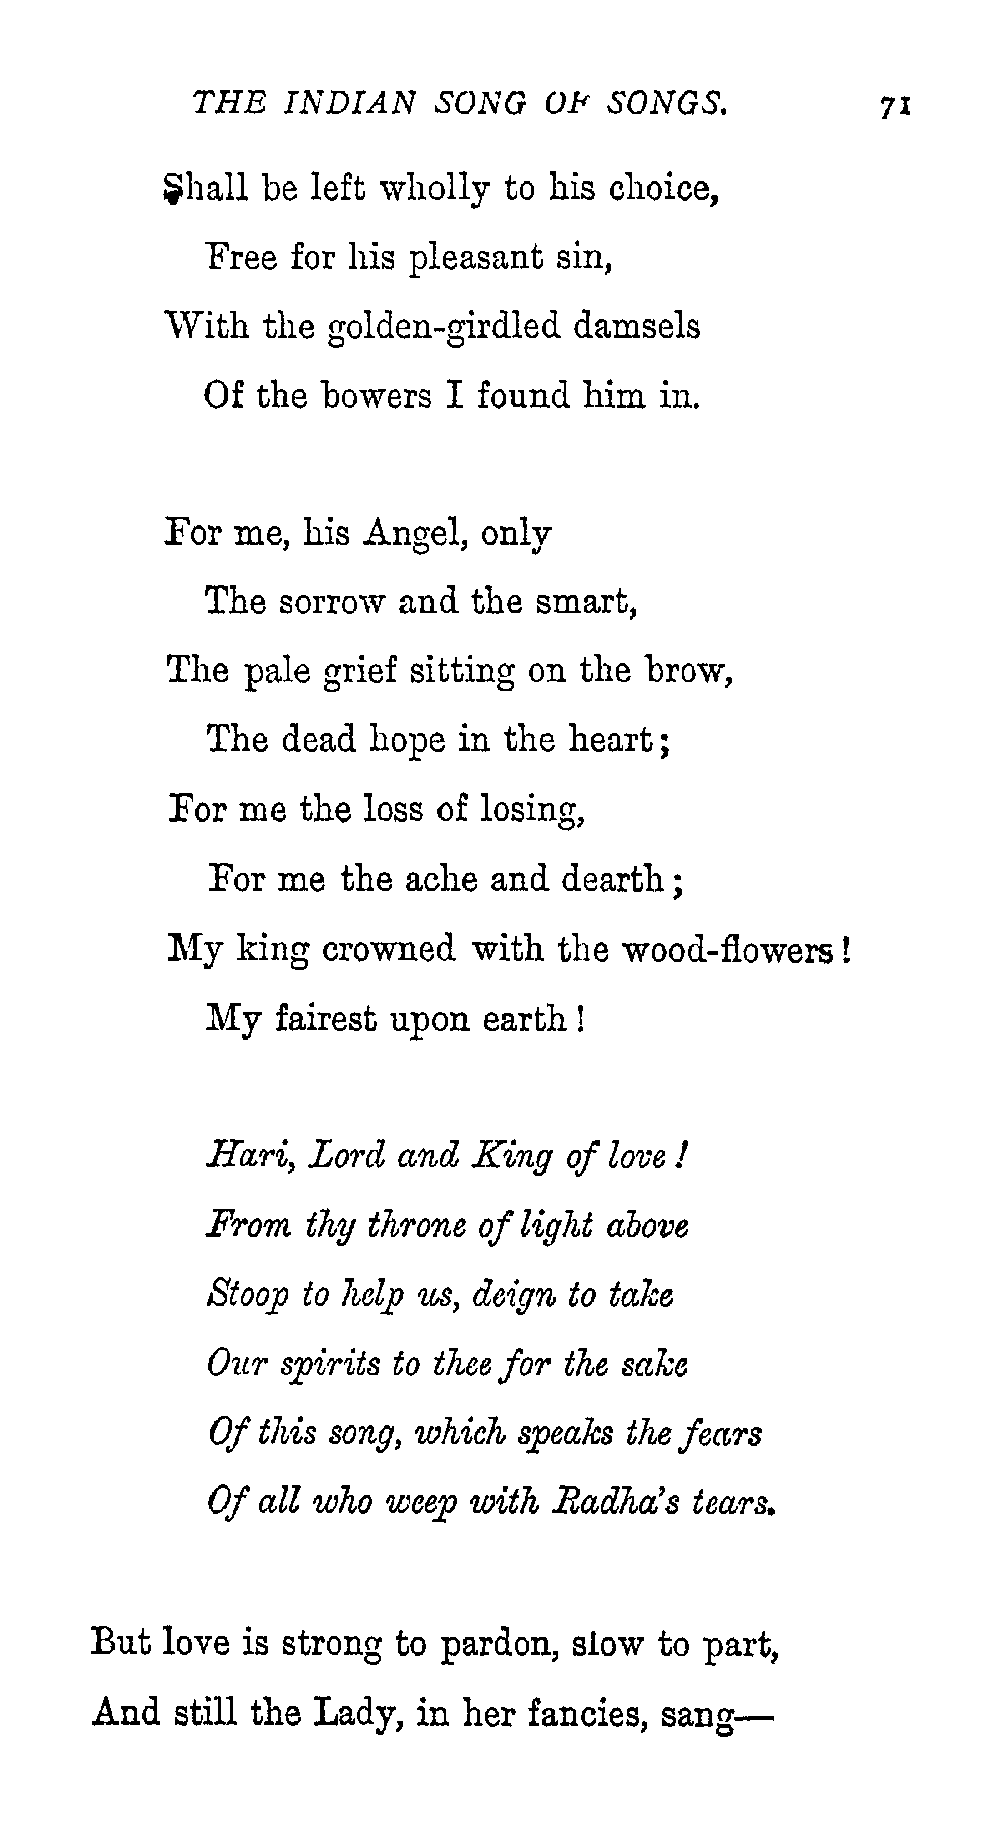 THE INDIAN SONG OF SONGS. 71
Shall be left wholly to his choice,
Free for his pleasant sin,
With the golden-girdled damsels
Of the bowers I found him in.
For me, his Angel, only
The sorrow and the smart,
The pale grief sitting on the brow,
The dead hope in the heart;
For me the loss of losing,
For me the ache and dearth;
My king crowned with the wood-flowers!
My fairest upon earth!
Hari, Lord and King of love!
From thy throne of light above
Stoop to help us, deign to take
Our spirits to thee for the sake
Of this song, which speaks the fears
Of all who weep with Radha's tears.
But love is strong to pardon, slow to part,
And still the Lady, in her fancies, sang—